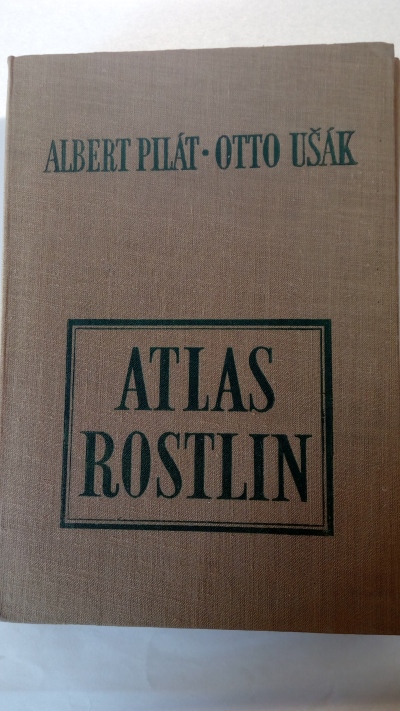 ALBERT PILÁT · OTTO UŠÁK
ATLAS
ROSTLIN